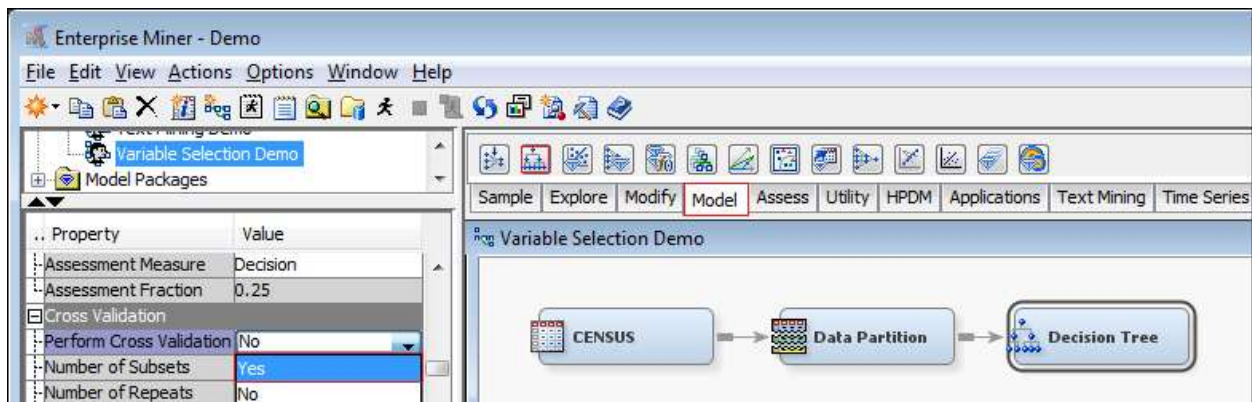 Enterprise Miner - Demo
File Edit View Actions Options Window Help
Text Mining Demo
Variable Selection Demo
Model Packages
Sample Explore Modify Model Assess Utility HPDM Applications Text Mining Time Series
.. Property Value
Assessment Measure Decision
Assessment Fraction 0.25
Cross Validation
Perform Cross Validation No
Number of Subsets Yes
Number of Repeats No
Variable Selection Demo
CENSUS Data Partition Decision Tree